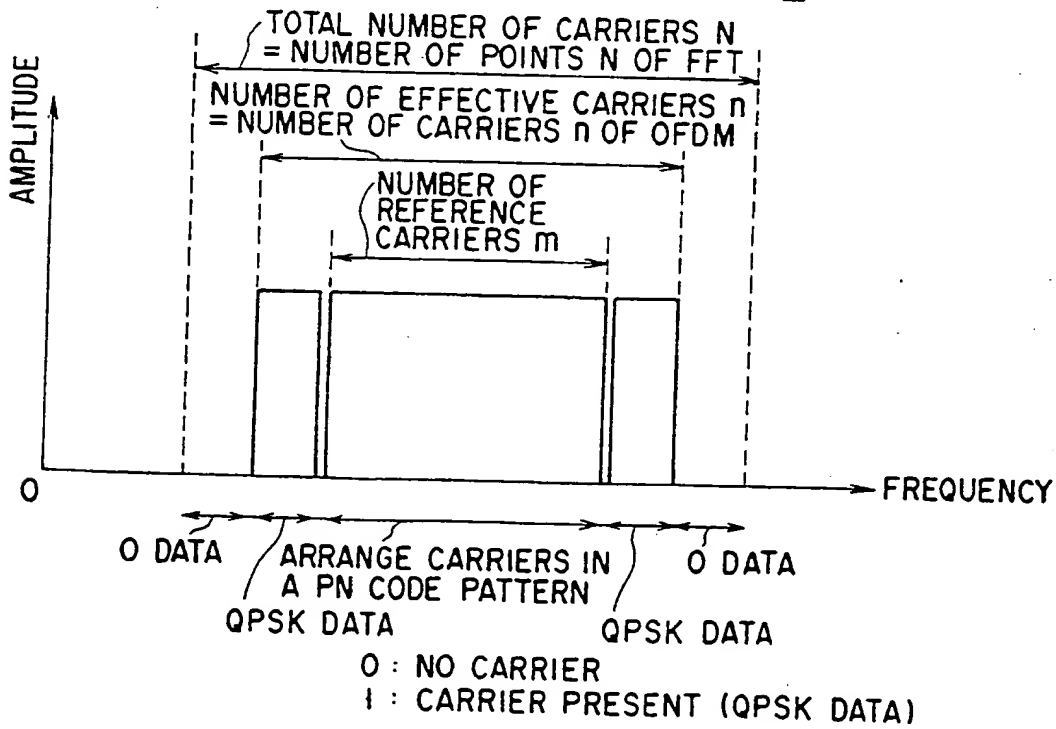 TOTAL NUMBER OF CARRIERS N
= NUMBER OF POINTS N OF FFT
NUMBER OF EFFECTIVE CARRIERS n
= NUMBER OF CARRIERS n OF OFDM
NUMBER OF
REFERENCE
CARRIERS m
AMPLITUDE
0
FREQUENCY
0 DATA
ARRANGE CARRIERS IN
A PN CODE PATTERN
0 DATA
QPSK DATA
QPSK DATA
0 : NO CARRIER
1 : CARRIER PRESENT (QPSK DATA)